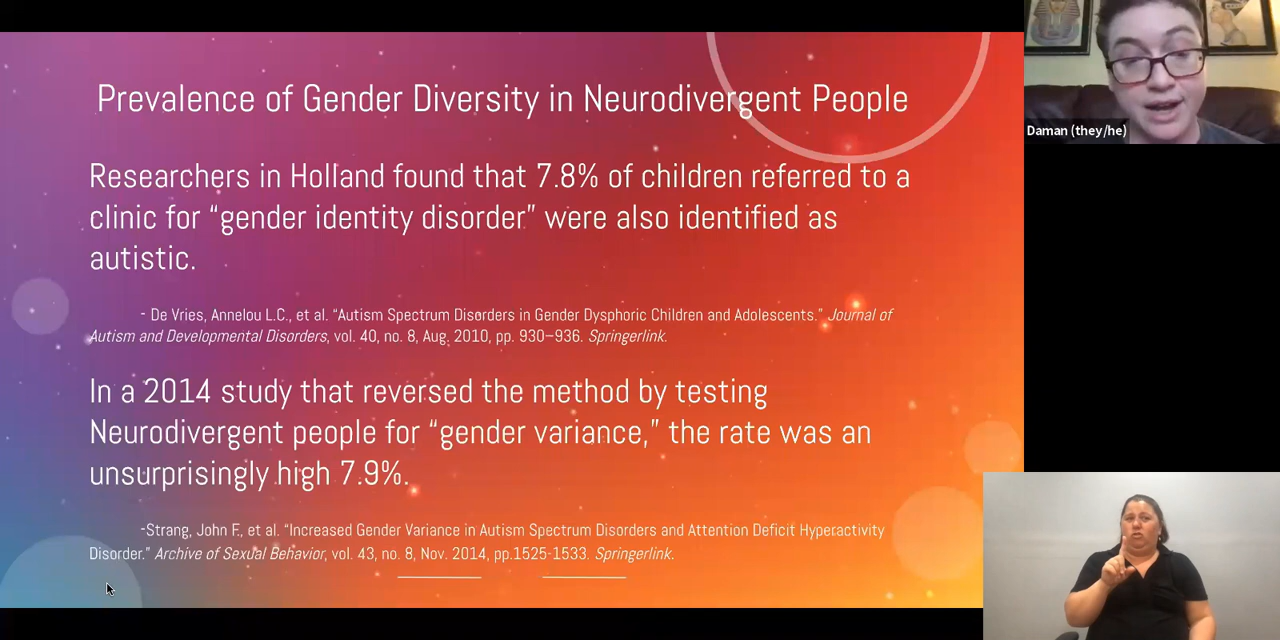 Prevalence of Gender Diversity in Neurodivergent People
Researchers in Holland found that 7.8% of children referred to a
clinic for “gender identity disorder” were also identified as
autistic.
- De Vries, Annelou L.C., et al. “Autism Spectrum Disorders in Gender Dysphoric Children and Adolescents.” Journal of
Autism and Developmental Disorders, vol. 40, no. 8, Aug. 2010, pp. 930–936. Springerlink.
In a 2014 study that reversed the method by testing
Neurodivergent people for “gender variance,” the rate was an
unsurprisingly high 7.9%.
-Strang, John F., et al. “Increased Gender Variance in Autism Spectrum Disorders and Attention Deficit Hyperactivity
Disorder.” Archive of Sexual Behavior, vol. 43, no. 8, Nov. 2014, pp.1525-1533. Springerlink.
Daman (they/he)